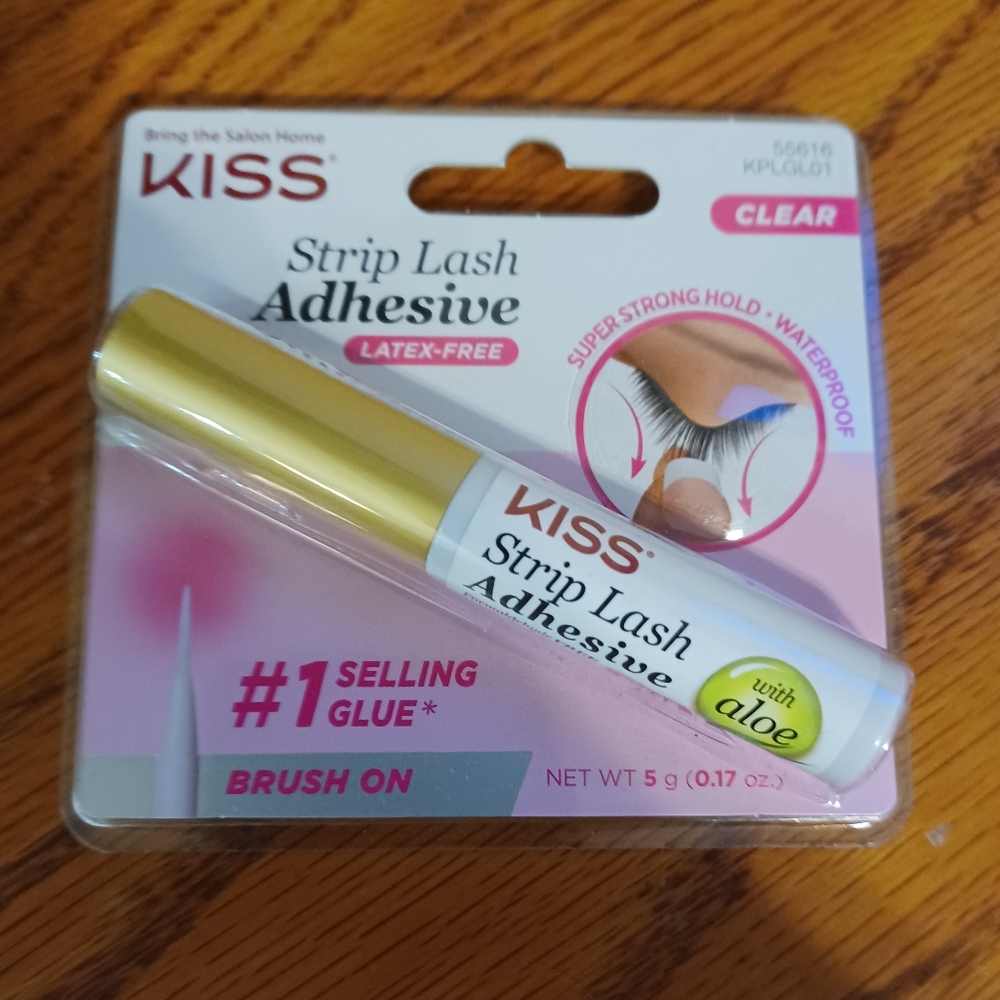 Bring the Salon Home
KISS®
55616
KPLGL01
CLEAR
Strip Lash
Adhesive
LATEX-FREE
SUPER STRONG HOLD • WATERPROOF
KISS®
Strip Lash
Adhesive
with
aloe
#1 SELLING
GLUE*
BRUSH ON
NET WT 5 g (0.17 oz.)